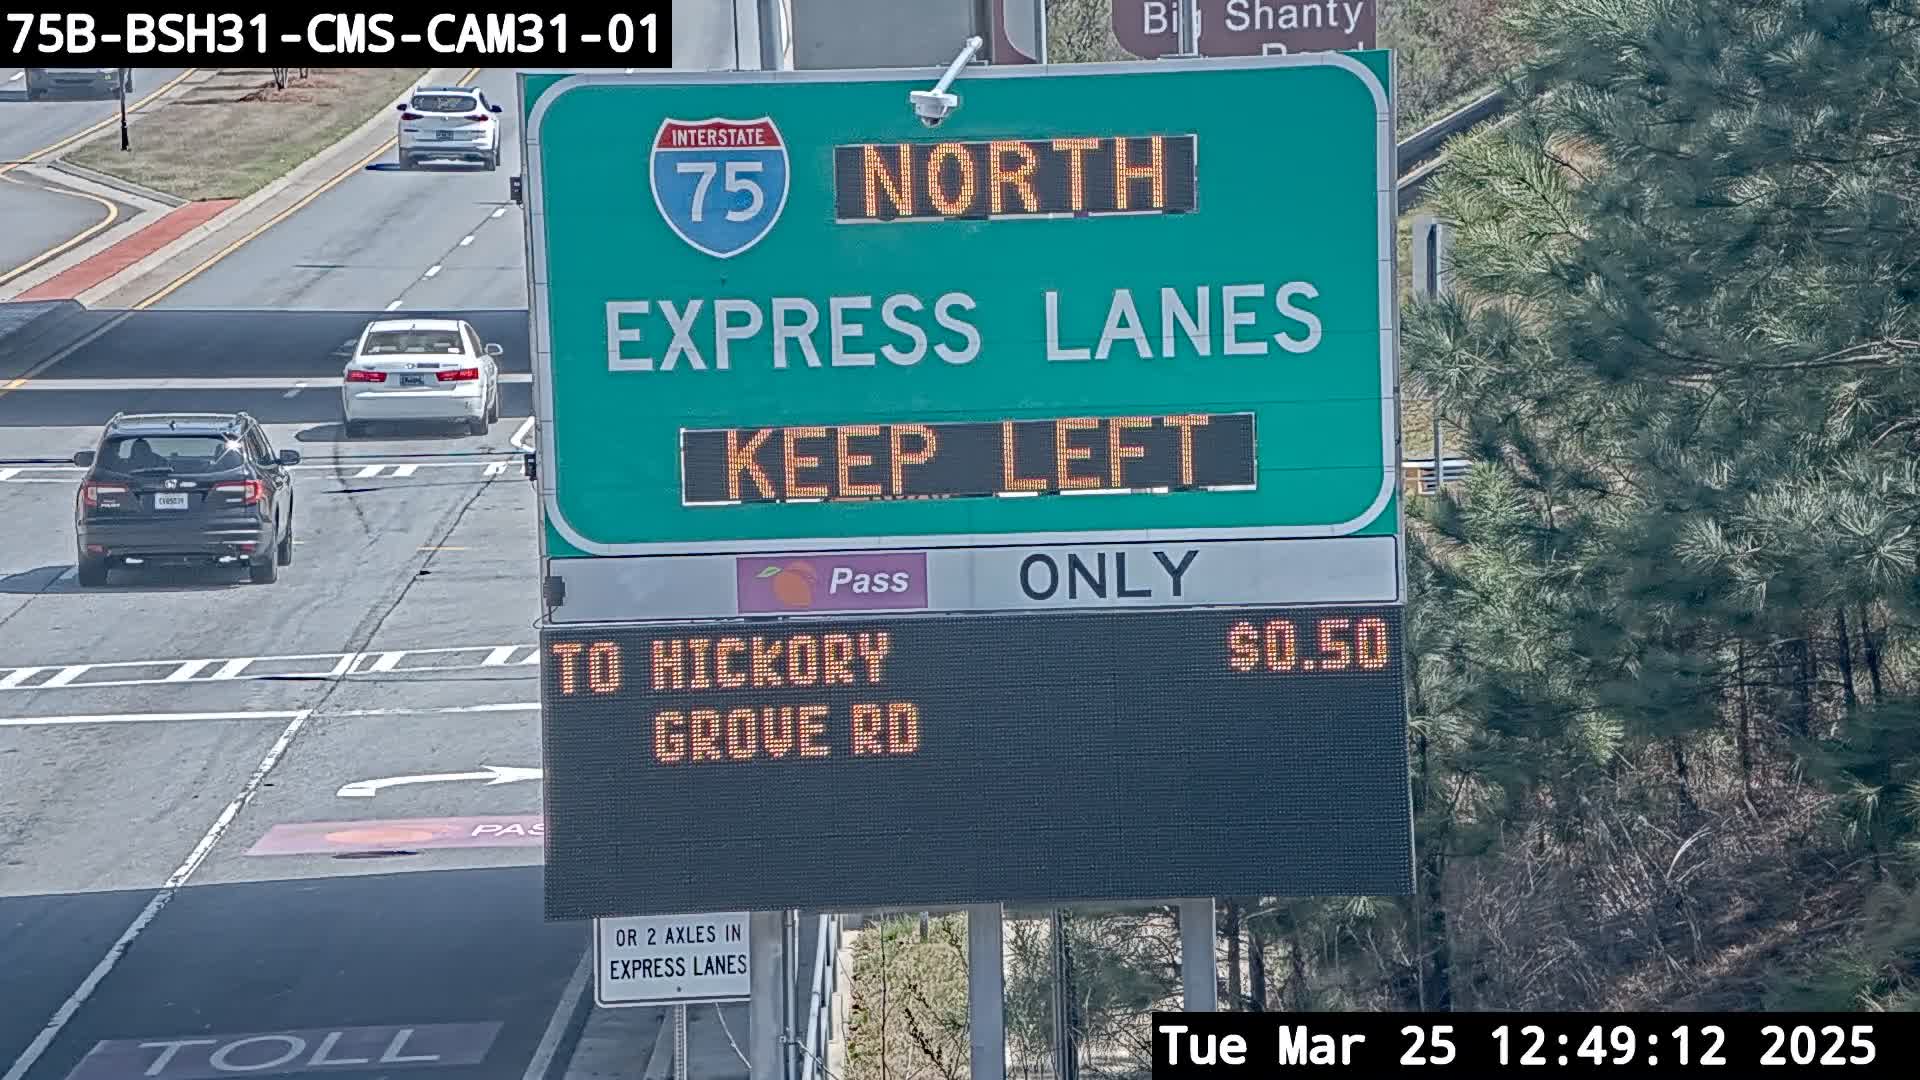 75B-BSH31-CMS-CAM31-01
Big Shanty
Road
INTERSTATE
75
NORTH
EXPRESS LANES
KEEP LEFT
Pass ONLY
TO HICKORY $0.50
GROVE RD
OR 2 AXLES IN
EXPRESS LANES
TOLL
Tue Mar 25 12:49:12 2025